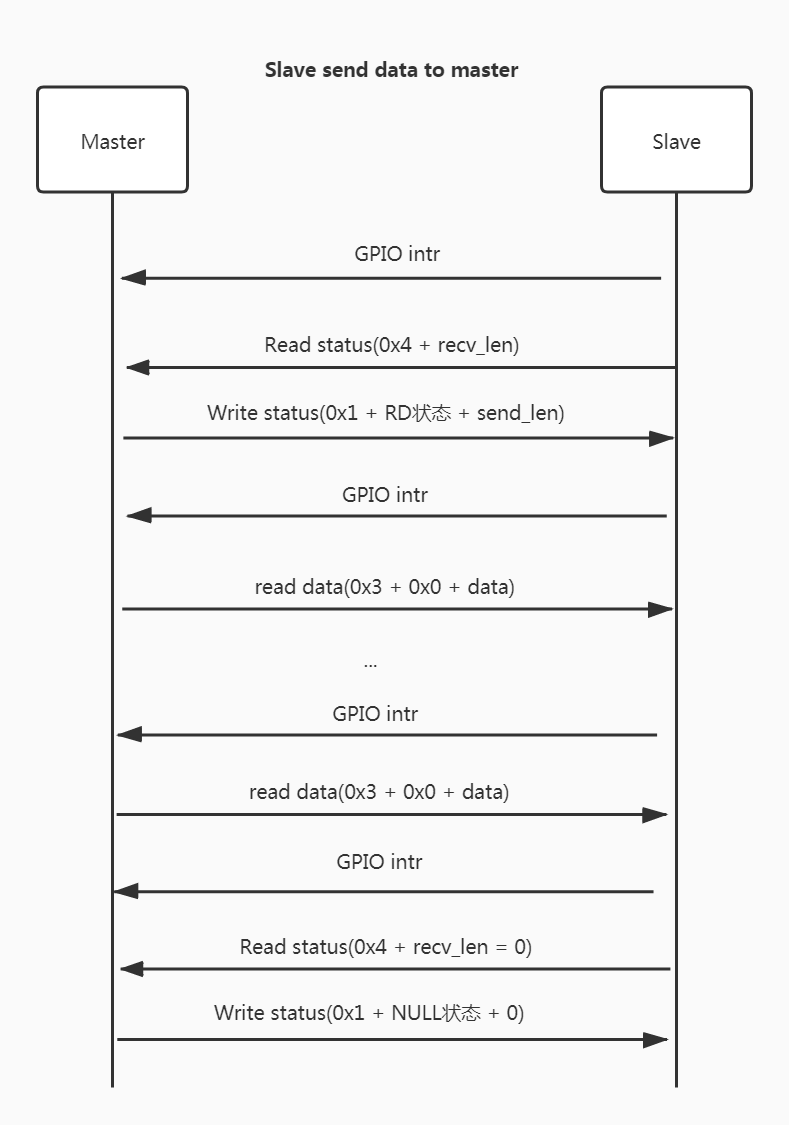 Slave send data to master
Master
Slave
GPIO intr
Read status(0x4 + recv_len)
Write status(0x1 + RD状态 + send_len)
GPIO intr
read data(0x3 + 0x0 + data)
...
GPIO intr
read data(0x3 + 0x0 + data)
GPIO intr
Read status(0x4 + recv_len = 0)
Write status(0x1 + NULL状态 + 0)